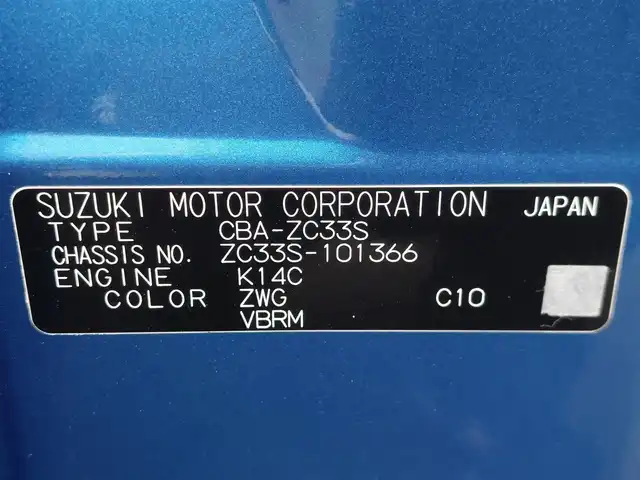 SUZUKI MOTOR CORPORATION JAPAN
TYPE CBA-ZC33S
CHASSIS NO. ZC33S-101366
ENGINE K14C
COLOR ZWG C10
VBRM